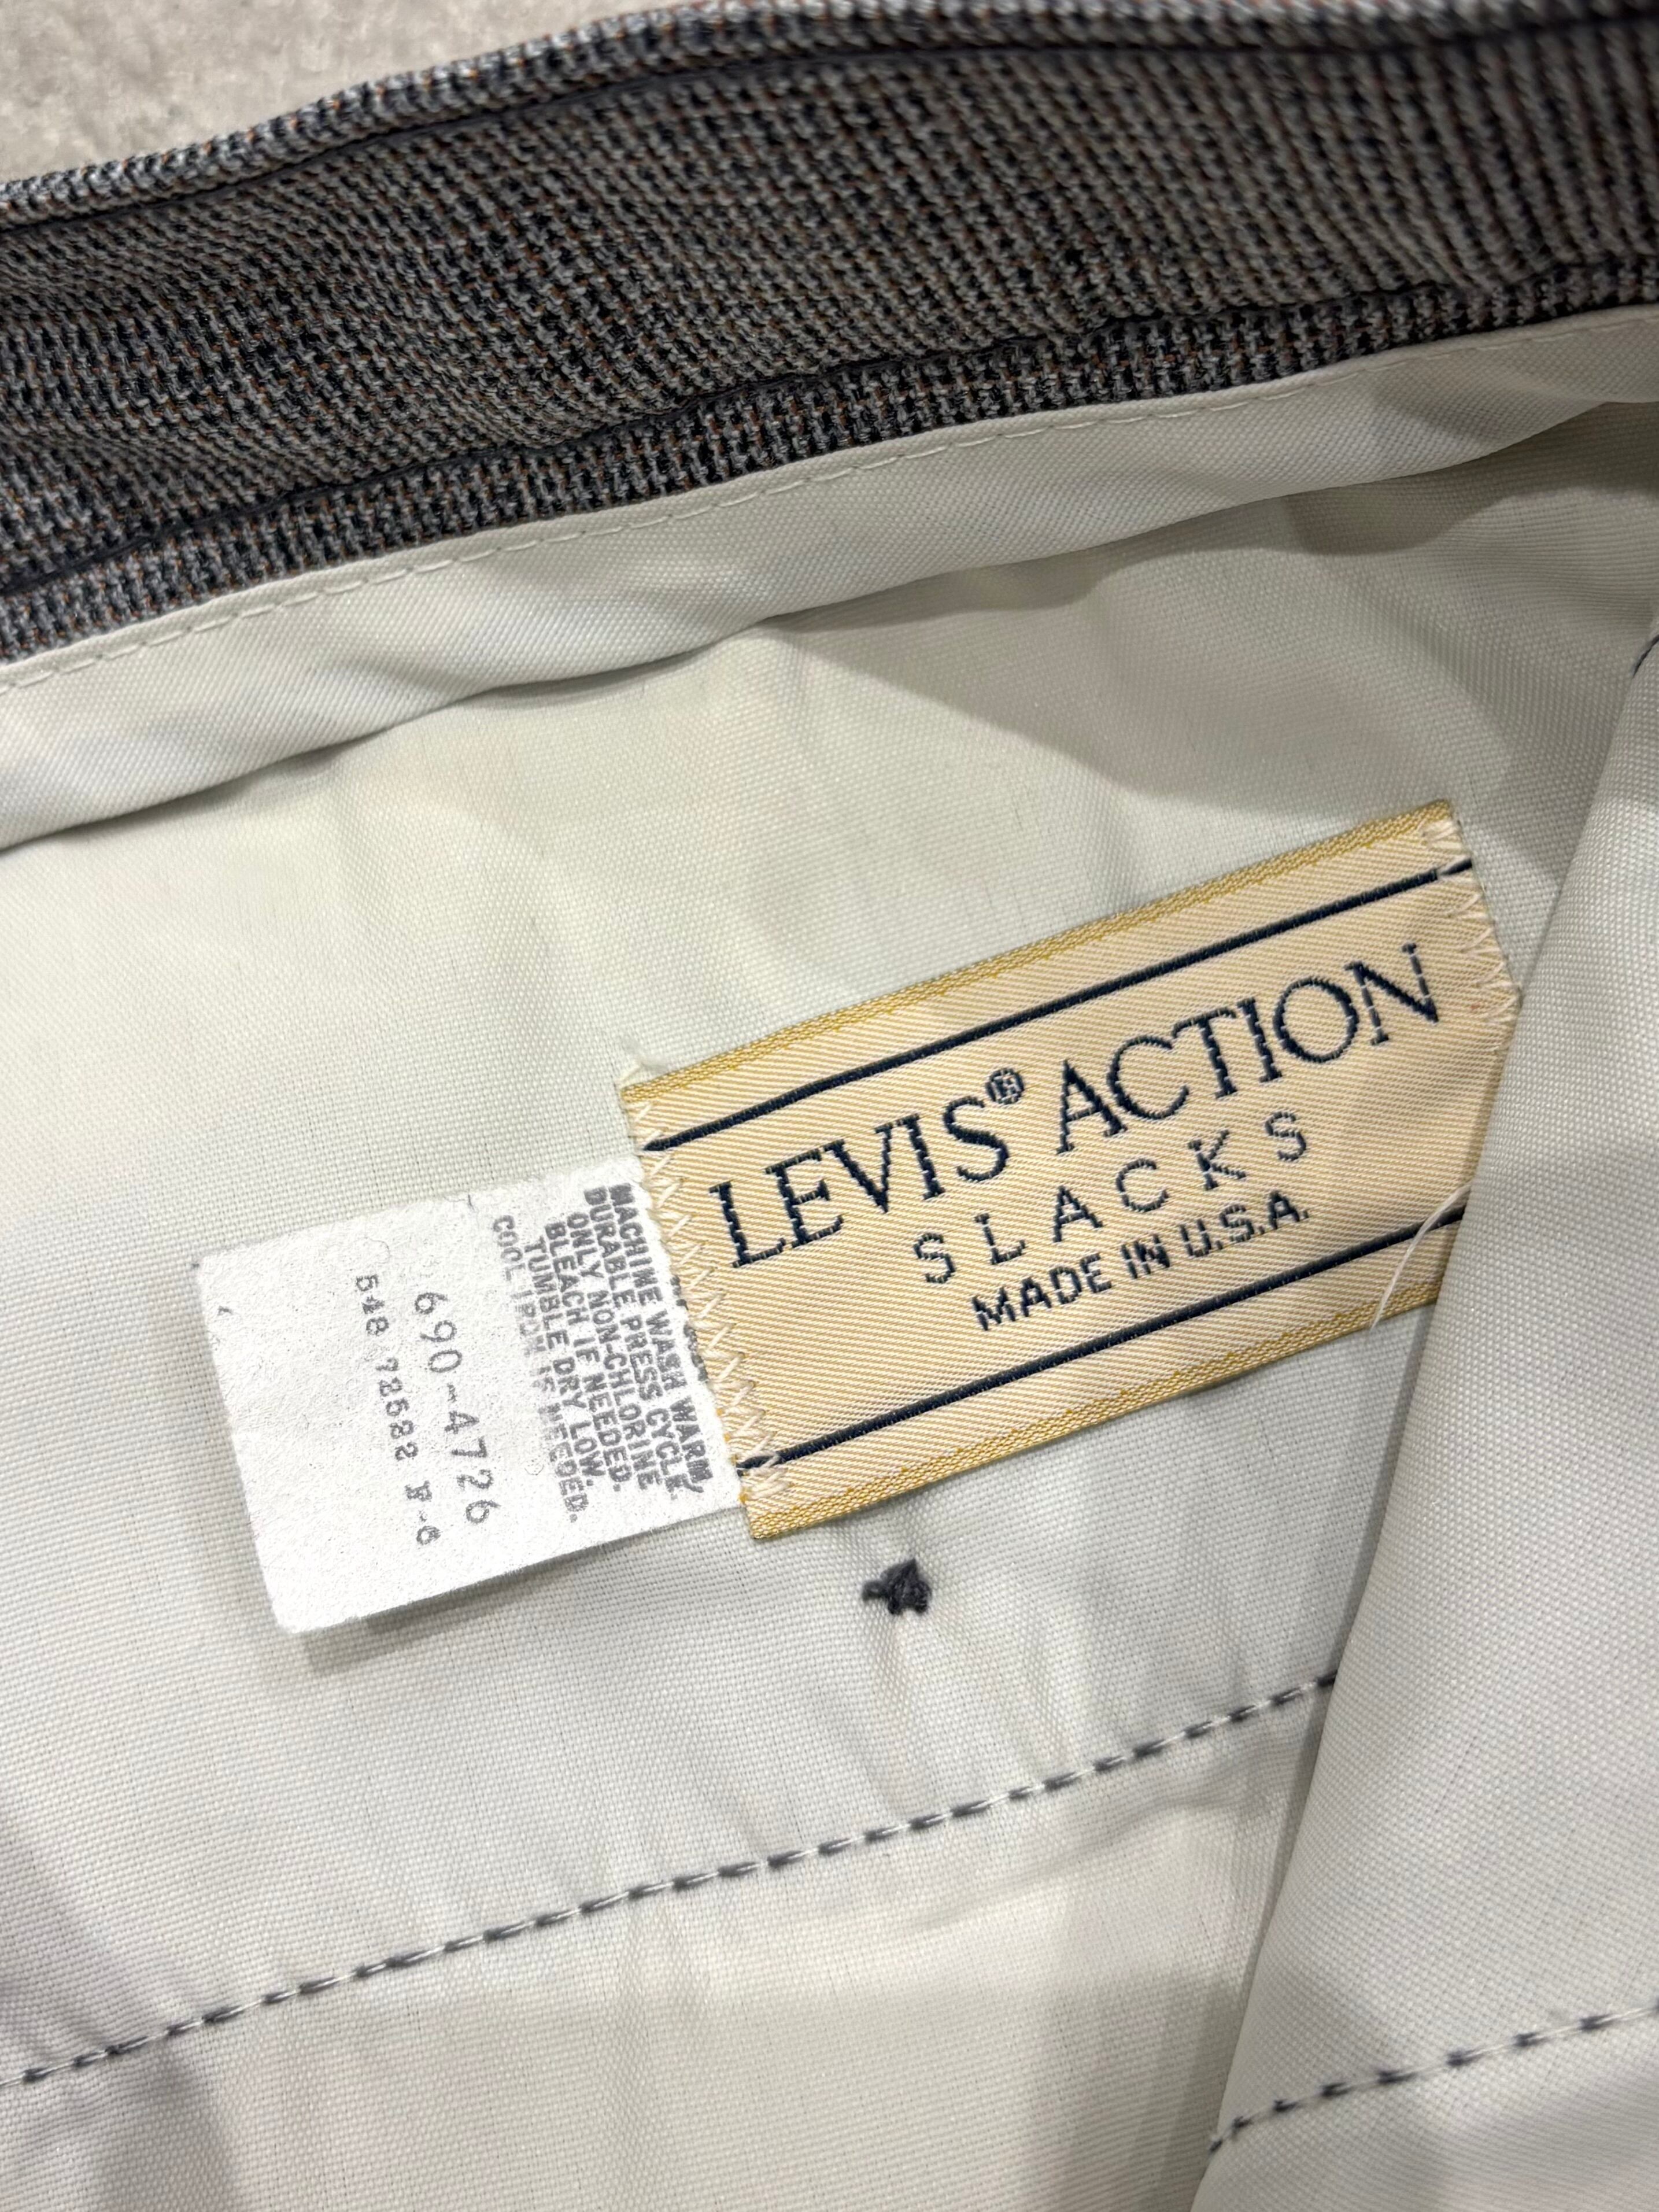 LEVIS® ACTION
SLACKS
MADE IN U.S.A.
MACHINE WASH WARM,
DURABLE PRESS CYCLE.
ONLY NON-CHLORINE
BLEACH IF NEEDED.
TUMBLE DRY LOW.
COOL IRON IF NEEDED.
690-4726
548